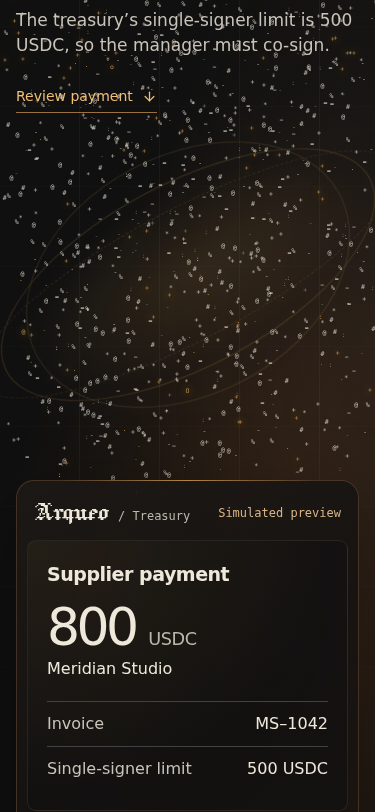 The treasury’s single-signer limit is 500
USDC, so the manager must co-sign.
Review payment ↓
Arqueo / Treasury Simulated preview
Supplier payment
800 USDC
Meridian Studio
Invoice MS–1042
Single-signer limit 500 USDC